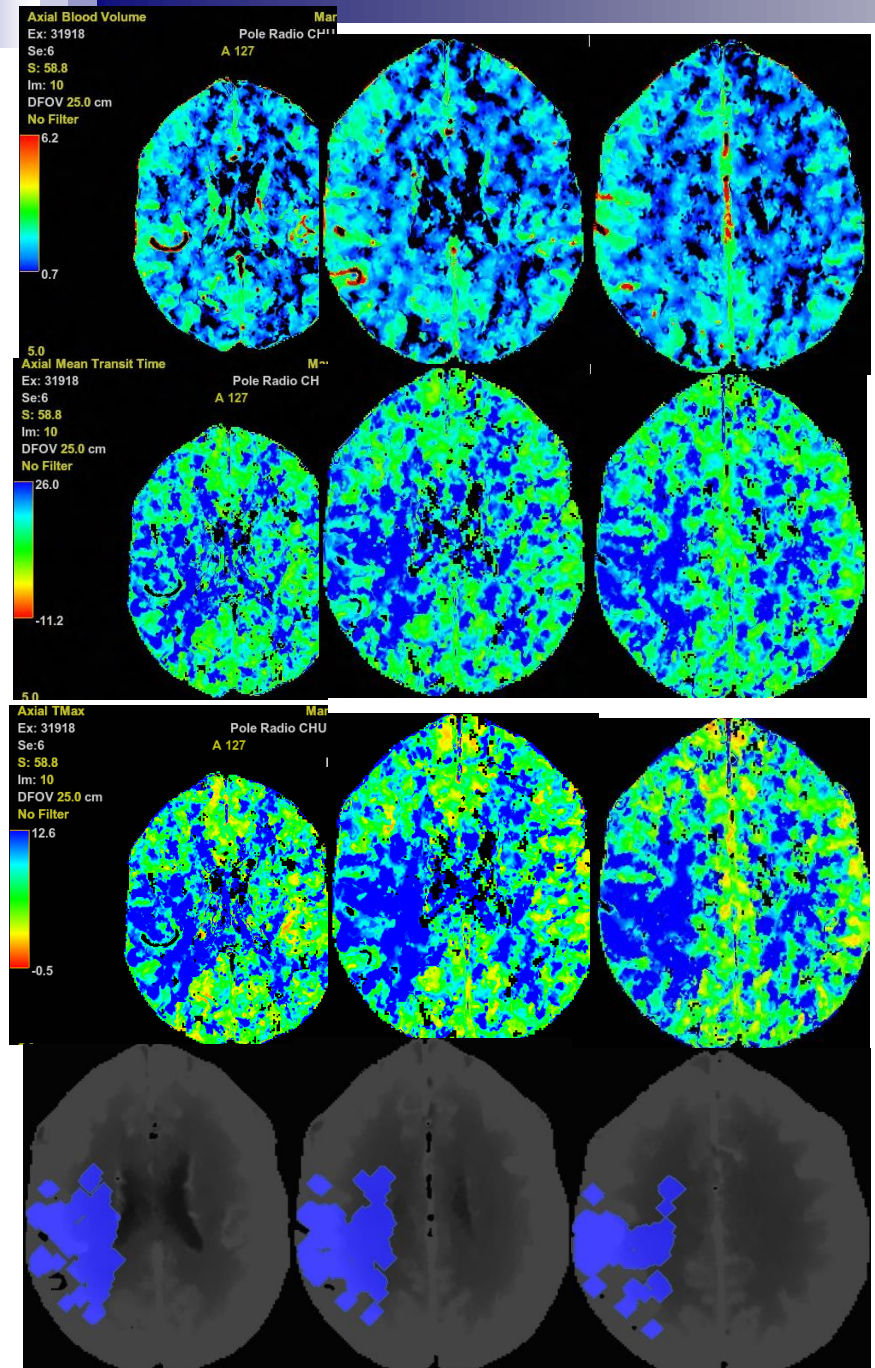 Axial Blood Volume
Mar
Ex: 31918
Pole Radio CHU
Se:6
A 127
S: 58.8
Im: 10
DFOV 25.0 cm
No Filter
6.2
0.7
5.0
Axial Mean Transit Time
Ma
Ex: 31918
Pole Radio CH
Se:6
A 127
S: 58.8
Im: 10
DFOV 25.0 cm
No Filter
26.0
-11.2
5.0
Axial TMax
Mar
Ex: 31918
Pole Radio CHU
Se:6
A 127
S: 58.8
Im: 10
DFOV 25.0 cm
No Filter
12.6
-0.5